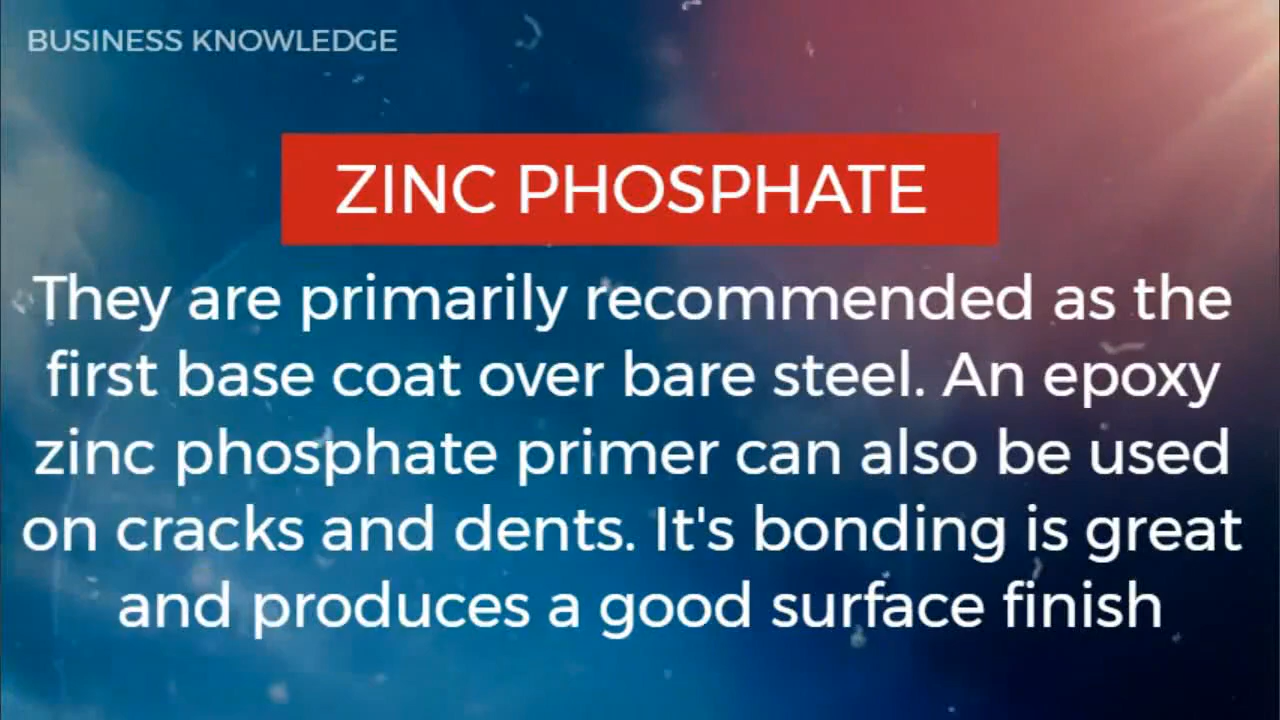 BUSINESS KNOWLEDGE
ZINC PHOSPHATE
They are primarily recommended as the
first base coat over bare steel. An epoxy
zinc phosphate primer can also be used
on cracks and dents. It's bonding is great
and produces a good surface finish